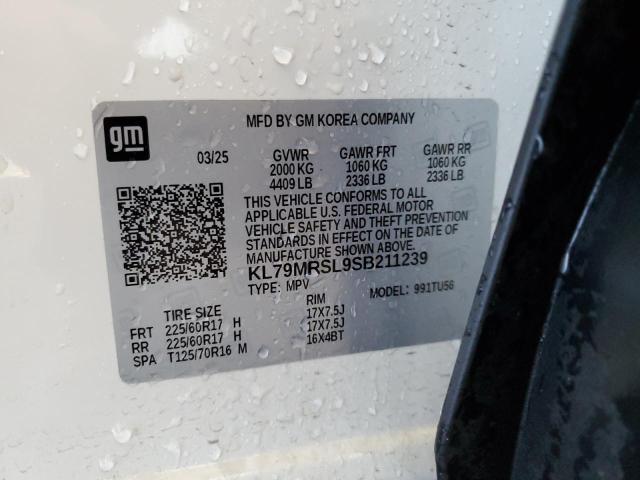 gm
MFD BY GM KOREA COMPANY
03/25 GVWR GAWR FRT GAWR RR
2000 KG 1060 KG 1060 KG
4409 LB 2336 LB 2336 LB
THIS VEHICLE CONFORMS TO ALL
APPLICABLE U.S. FEDERAL MOTOR
VEHICLE SAFETY AND THEFT PREVENTION
STANDARDS IN EFFECT ON THE DATE OF
MANUFACTURE SHOWN ABOVE.
KL79MRSL9SB211239
TYPE: MPV MODEL: 991TU56
TIRE SIZE RIM
FRT 225/60R17 H 17X7.5J
RR 225/60R17 H 17X7.5J
SPA T125/70R16 M 16X4BT